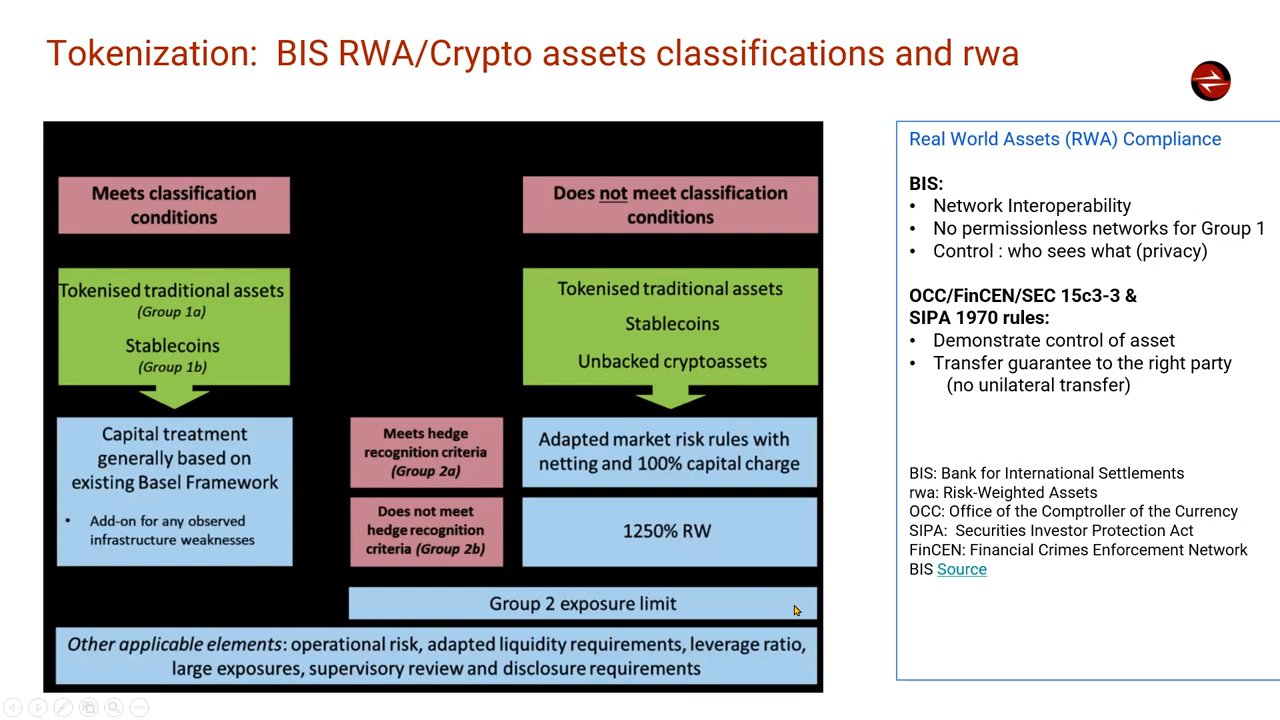 Tokenization:  BIS RWA/Crypto assets classifications and rwa
Meets classification
conditions
Does not meet classification
conditions
Tokenised traditional assets
(Group 1a)
Stablecoins
(Group 1b)
Tokenised traditional assets
Stablecoins
Unbacked cryptoassets
Capital treatment
generally based on
existing Basel Framework
• Add-on for any observed
infrastructure weaknesses
Meets hedge
recognition criteria
(Group 2a)
Adapted market risk rules with
netting and 100% capital charge
Does not meet
hedge recognition
criteria (Group 2b)
1250% RW
Group 2 exposure limit
Other applicable elements: operational risk, adapted liquidity requirements, leverage ratio,
large exposures, supervisory review and disclosure requirements
Real World Assets (RWA) Compliance
BIS:
• Network Interoperability
• No permissionless networks for Group 1
• Control : who sees what (privacy)
OCC/FinCEN/SEC 15c3-3 &
SIPA 1970 rules:
• Demonstrate control of asset
• Transfer guarantee to the right party
(no unilateral transfer)
BIS: Bank for International Settlements
rwa: Risk-Weighted Assets
OCC: Office of the Comptroller of the Currency
SIPA:  Securities Investor Protection Act
FinCEN: Financial Crimes Enforcement Network
BIS Source